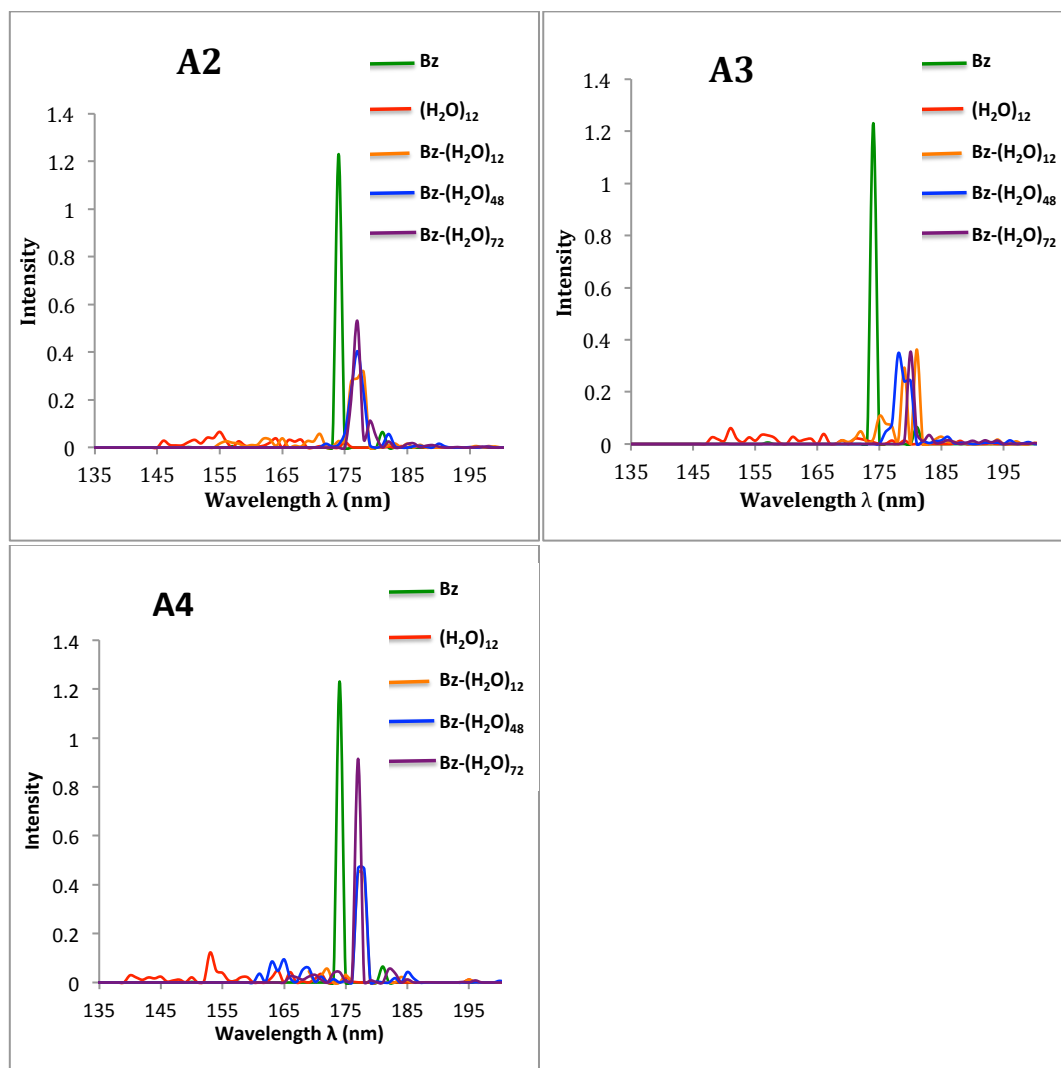 A2
Bz
(H₂O)₁₂
Bz-(H₂O)₁₂
Bz-(H₂O)₄₈
Bz-(H₂O)₇₂
Intensity
1.4
1.2
1
0.8
0.6
0.4
0.2
0
135 155 175 195
Wavelength λ (nm)
A3
Bz
(H₂O)₁₂
Bz-(H₂O)₁₂
Bz-(H₂O)₄₈
Bz-(H₂O)₇₂
Intensity
1.4
1.2
1
0.8
0.6
0.4
0.2
0
135 145 155 165 175 185 195
Wavelength λ (nm)
A4
Bz
(H₂O)₁₂
Bz-(H₂O)₁₂
Bz-(H₂O)₄₈
Bz-(H₂O)₇₂
Intensity
1.4
1.2
1
0.8
0.6
0.4
0.2
0
135 145 155 165 175 185 195
Wavelength λ (nm)